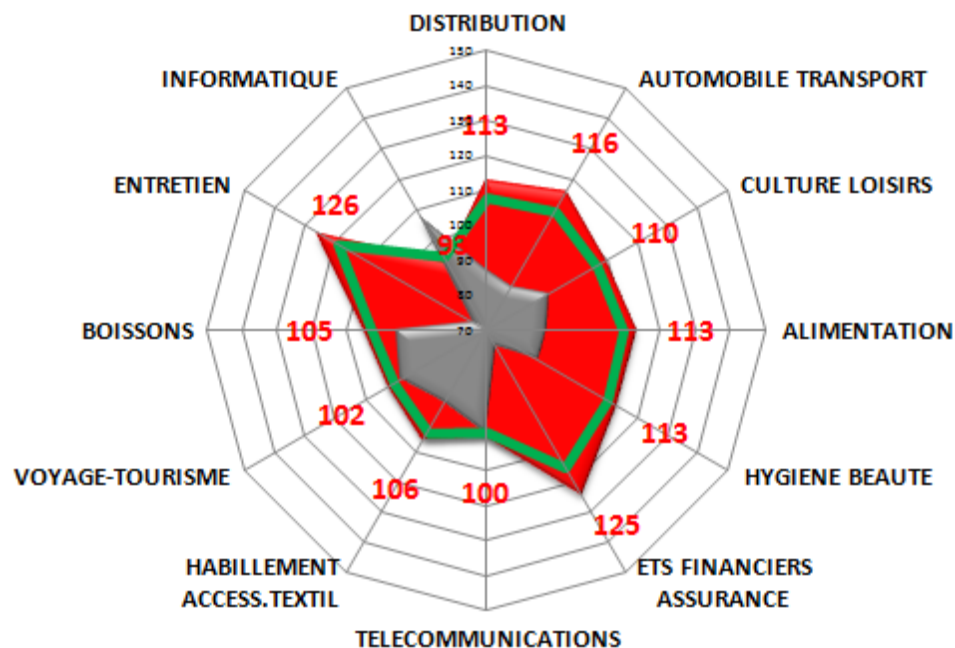 DISTRIBUTION
150
INFORMATIQUE
AUTOMOBILE TRANSPORT
140
130
113
116
120
ENTRETIEN
CULTURE LOISIRS
110
126
100
110
93
90
80
BOISSONS
105
70
113
ALIMENTATION
102
113
VOYAGE-TOURISME
HYGIENE BEAUTE
106
100
125
HABILLEMENT
ACCESS.TEXTIL
ETS FINANCIERS
ASSURANCE
TELECOMMUNICATIONS